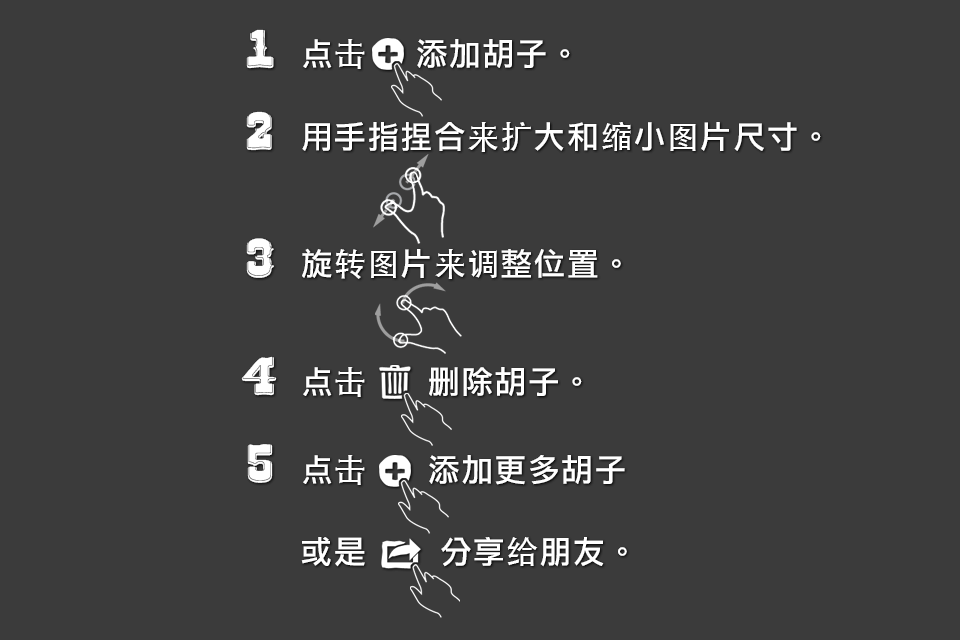 1 点击 添加胡子。
2 用手指捏合来扩大和缩小图片尺寸。
3 旋转图片来调整位置。
4 点击 删除胡子。
5 点击 添加更多胡子
或是 分享给朋友。